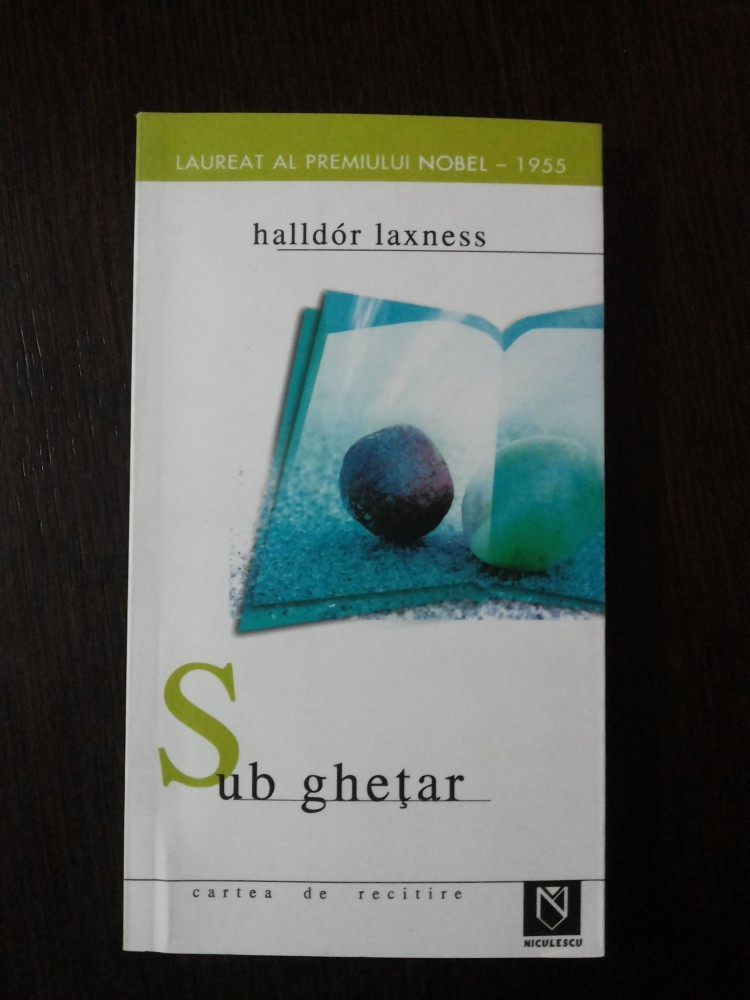 LAUREAT AL PREMIULUI NOBEL – 1955
halldór laxness
Sub gheţar
cartea de recitire
NICULESCU